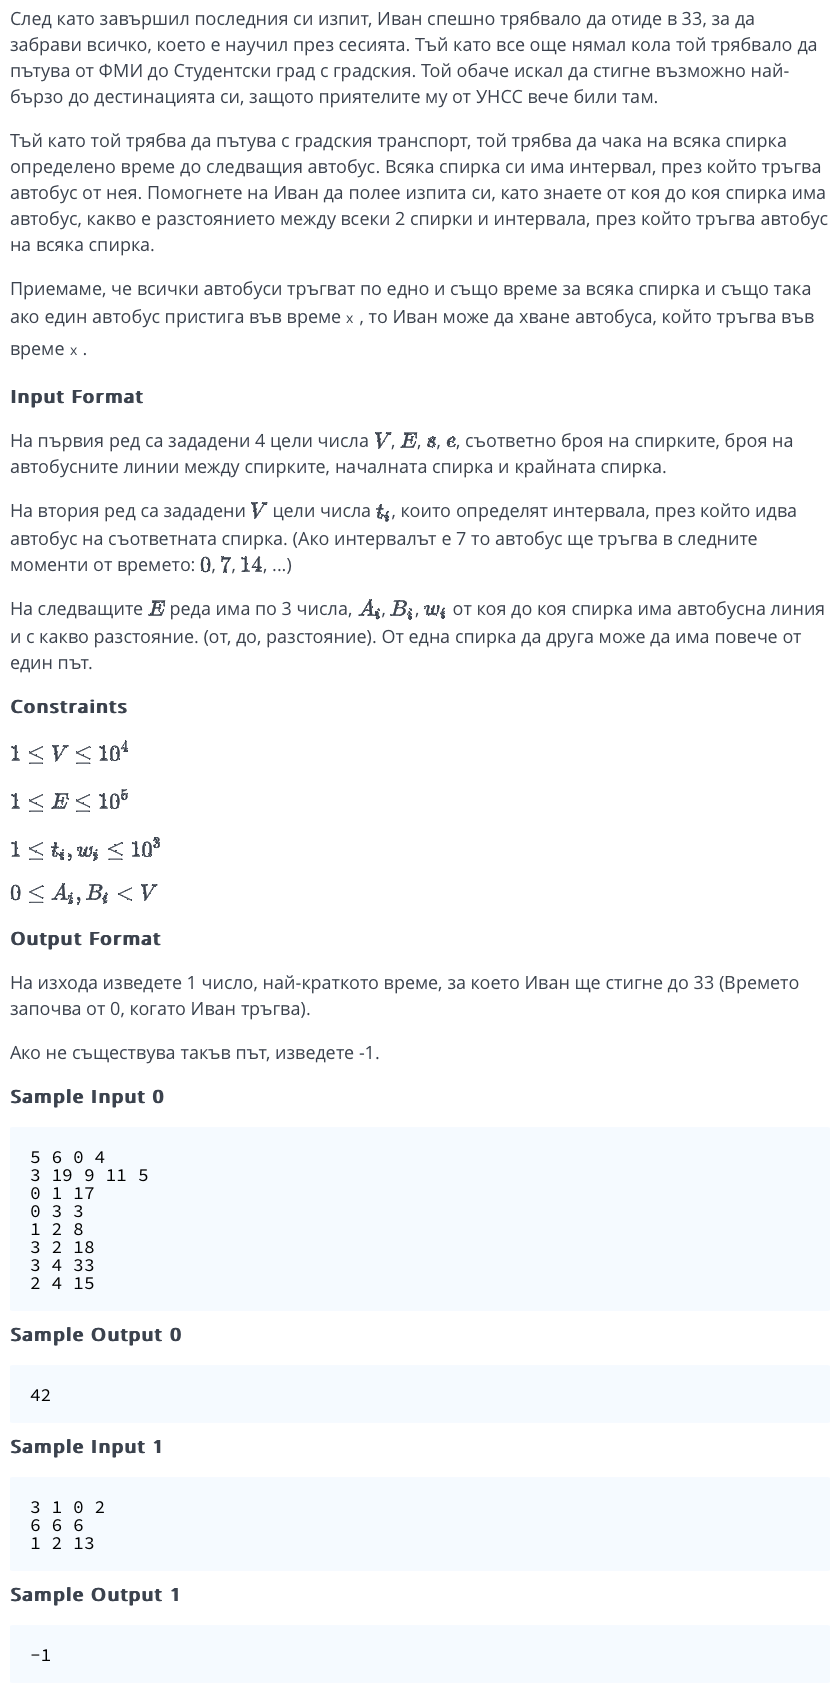 След като завършил последния си изпит, Иван спешно трябвало да отиде в 33, за да
забрави всичко, което е научил през сесията. Тъй като все още нямал кола той трябвало да
пътува от ФМИ до Студентски град с градския. Той обаче искал да стигне възможно най-
бързо до дестинацията си, защото приятелите му от УНСС вече били там.
Тъй като той трябва да пътува с градския транспорт, той трябва да чака на всяка спирка
определено време до следващия автобус. Всяка спирка си има интервал, през който тръгва
автобус от нея. Помогнете на Иван да полее изпита си, като знаете от коя до коя спирка има
автобус, какво е разстоянието между всеки 2 спирки и интервала, през който тръгва автобус
на всяка спирка.
Приемаме, че всички автобуси тръгват по едно и също време за всяка спирка и също така
ако един автобус пристига във време x , то Иван може да хване автобуса, който тръгва във
време x .
Input Format
На първия ред са зададени 4 цели числа V, E, s, e, съответно броя на спирките, броя на
автобусните линии между спирките, началната спирка и крайната спирка.
На втория ред са зададени V цели числа t_i, които определят интервала, през който идва
автобус на съответната спирка. (Ако интервалът е 7 то автобус ще тръгва в следните
моменти от времето: 0, 7, 14, ...)
На следващите E реда има по 3 числа, A_i, B_i, w_i от коя до коя спирка има автобусна линия
и с какво разстояние. (от, до, разстояние). От една спирка да друга може да има повече от
един път.
Constraints
1 ≤ V ≤ 10^4
1 ≤ E ≤ 10^5
1 ≤ t_i, w_i ≤ 10^3
0 ≤ A_i, B_i < V
Output Format
На изхода изведете 1 число, най-краткото време, за което Иван ще стигне до 33 (Времето
започва от 0, когато Иван тръгва).
Ако не съществува такъв път, изведете -1.
Sample Input 0
5 6 0 4
3 19 9 11 5
0 1 17
0 3 3
1 2 8
3 2 18
3 4 33
2 4 15
Sample Output 0
42
Sample Input 1
3 1 0 2
6 6 6
1 2 13
Sample Output 1
-1